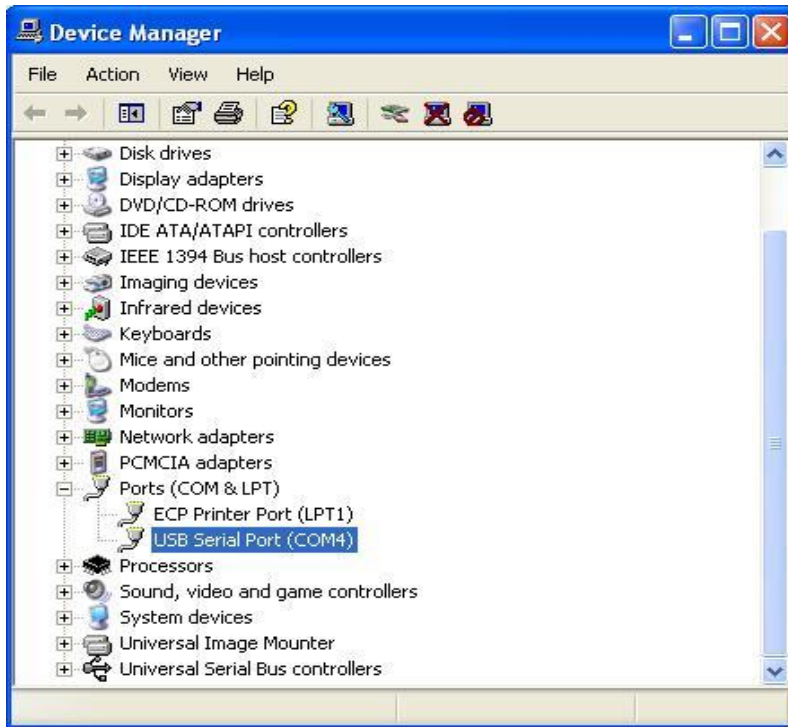 Device Manager
File Action View Help
Disk drives
Display adapters
DVD/CD-ROM drives
IDE ATA/ATAPI controllers
IEEE 1394 Bus host controllers
Imaging devices
Infrared devices
Keyboards
Mice and other pointing devices
Modems
Monitors
Network adapters
PCMCIA adapters
Ports (COM & LPT)
ECP Printer Port (LPT1)
USB Serial Port (COM4)
Processors
Sound, video and game controllers
System devices
Universal Image Mounter
Universal Serial Bus controllers